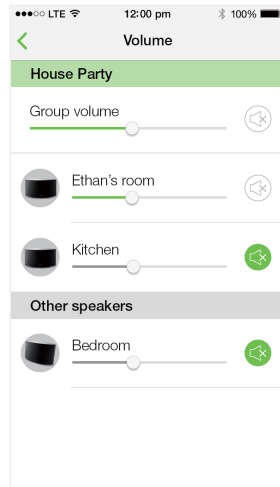 LTE 12:00 pm 100%
Volume
House Party
Group volume
Ethan's room
Kitchen
Other speakers
Bedroom